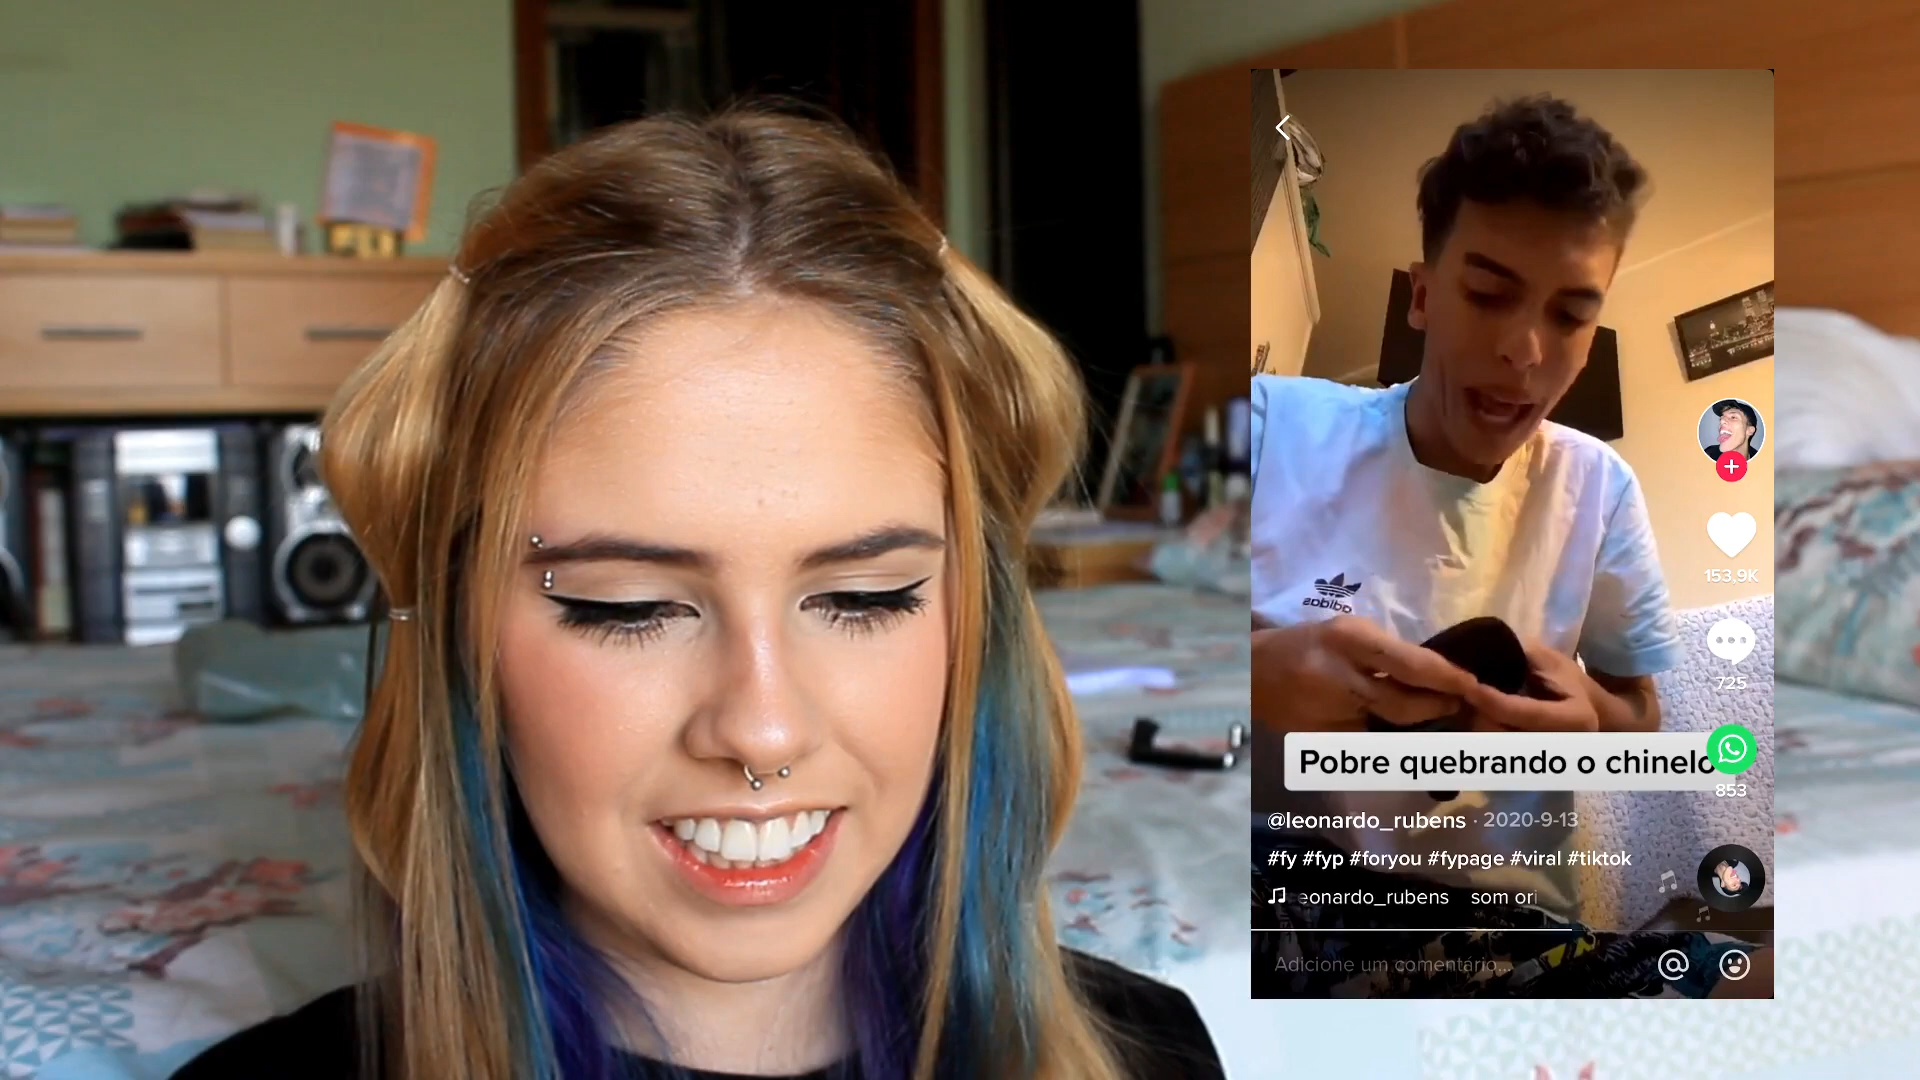 adidas
153,9K
725
Pobre quebrando o chinelo
853
@leonardo_rubens · 2020-9-13
#fy #fyp #foryou #fypage #viral #tiktok
eonardo_rubens som ori
Adicione um comentário...